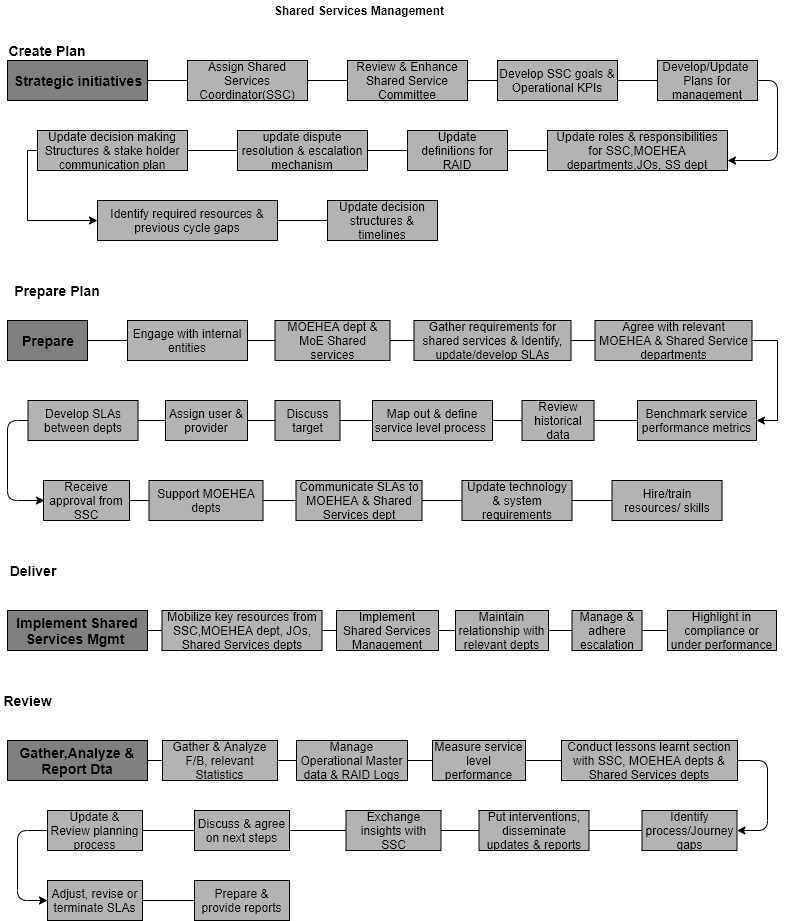 Shared Services Management
Create Plan
Strategic initiatives
Assign Shared
Services
Coordinator(SSC)
Review & Enhance
Shared Service
Committee
Develop SSC goals &
Operational KPIs
Develop/Update
Plans for
management
Update decision making
Structures & stake holder
communication plan
update dispute
resolution & escalation
mechanism
Update
definitions for
RAID
Update roles & responsibilities
for SSC,MOEHEA
departments,JOs, SS dept
Identify required resources &
previous cycle gaps
Update decision
structures &
timelines
Prepare Plan
Prepare
Engage with internal
entities
MOEHEA dept &
MoE Shared
services
Gather requirements for
shared services & Identify,
update/develop SLAs
Agree with relevant
MOEHEA & Shared Service
departments
Develop SLAs
between depts
Assign user &
provider
Discuss
target
Map out & define
service level process
Review
historical
data
Benchmark service
performance metrics
Receive
approval from
SSC
Support MOEHEA
depts
Communicate SLAs to
MOEHEA & Shared
Services dept
Update technology
& system
requirements
Hire/train
resources/ skills
Deliver
Implement Shared
Services Mgmt
Mobilize key resources from
SSC,MOEHEA dept, JOs,
Shared Services depts
Implement
Shared Services
Management
Maintain
relationship with
relevant depts
Manage &
adhere
escalation
Highlight in
compliance or
under performance
Review
Gather,Analyze &
Report Dta
Gather & Analyze
F/B, relevant
Statistics
Manage
Operational Master
data & RAID Logs
Measure service
level
performance
Conduct lessons learnt section
with SSC, MOEHEA depts &
Shared Services depts
Update &
Review planning
process
Discuss & agree
on next steps
Exchange
insights with
SSC
Put interventions,
disseminate
updates & reports
Identify
process/Journey
gaps
Adjust, revise or
terminate SLAs
Prepare &
provide reports